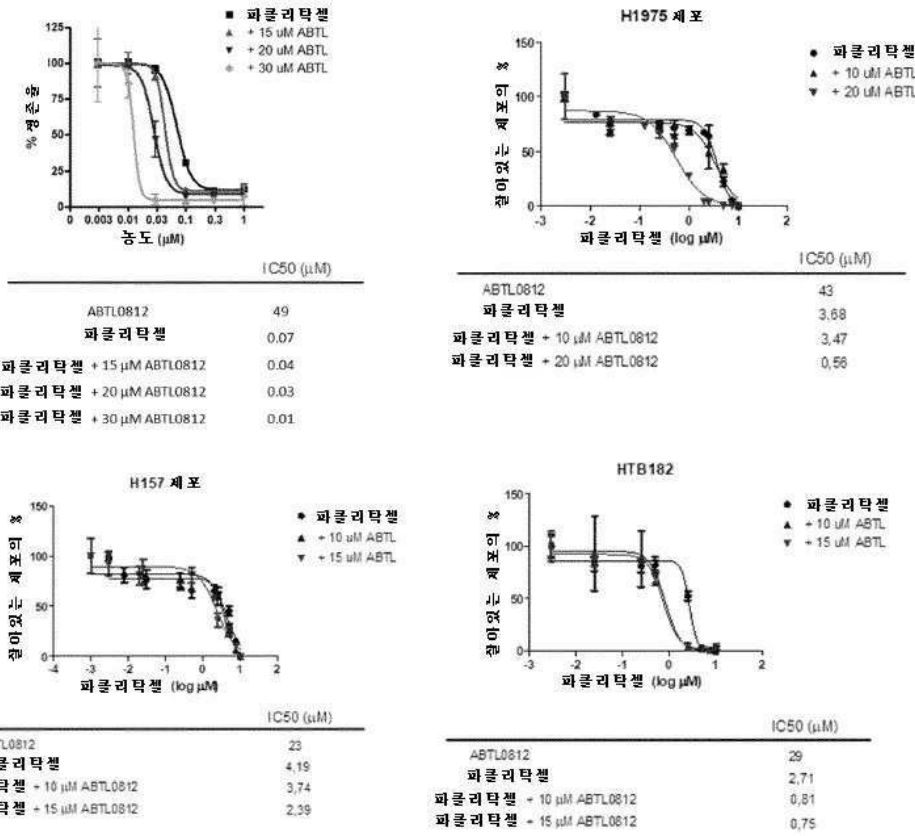 125
100
75
50
25
0
% 생존율
0 0.003 0.01 0.03 0.1 0.3 1
농도 (µM)
파클리탁셀
+ 15 uM ABTL
+ 20 uM ABTL
+ 30 uM ABTL
IC50 (µM)
ABTL0812 49
파클리탁셀 0.07
파클리탁셀 + 15 µM ABTL0812 0.04
파클리탁셀 + 20 µM ABTL0812 0.03
파클리탁셀 + 30 µM ABTL0812 0.01
H1975 세포
150
100
50
0
살아있는 세포의 %
-3 -2 -1 0 1 2
파클리탁셀 (log µM)
파클리탁셀
+ 10 uM ABTL
+ 20 uM ABTL
IC50 (µM)
ABTL0812 43
파클리탁셀 3,68
파클리탁셀 + 10 µM ABTL0812 3,47
파클리탁셀 + 20 µM ABTL0812 0,56
H157 세포
150
100
50
0
살아있는 세포의 %
-4 -3 -2 -1 0 1 2
파클리탁셀 (log µM)
파클리탁셀
+ 10 uM ABTL
+ 15 uM ABTL
IC50 (µM)
TL0812 23
클리탁셀 4,19
탁셀 + 10 µM ABTL0812 3,74
탁셀 + 15 µM ABTL0812 2,39
HTB182
150
100
50
0
살아있는 세포의 %
-3 -2 -1 0 1 2
파클리탁셀 (log µM)
파클리탁셀
+ 10 uM ABTL
+ 15 uM ABTL
IC50 (µM)
ABTL0812 29
파클리탁셀 2,71
파클리탁셀 + 10 µM ABTL0812 0,81
파클리탁셀 + 15 µM ABTL0812 0,75